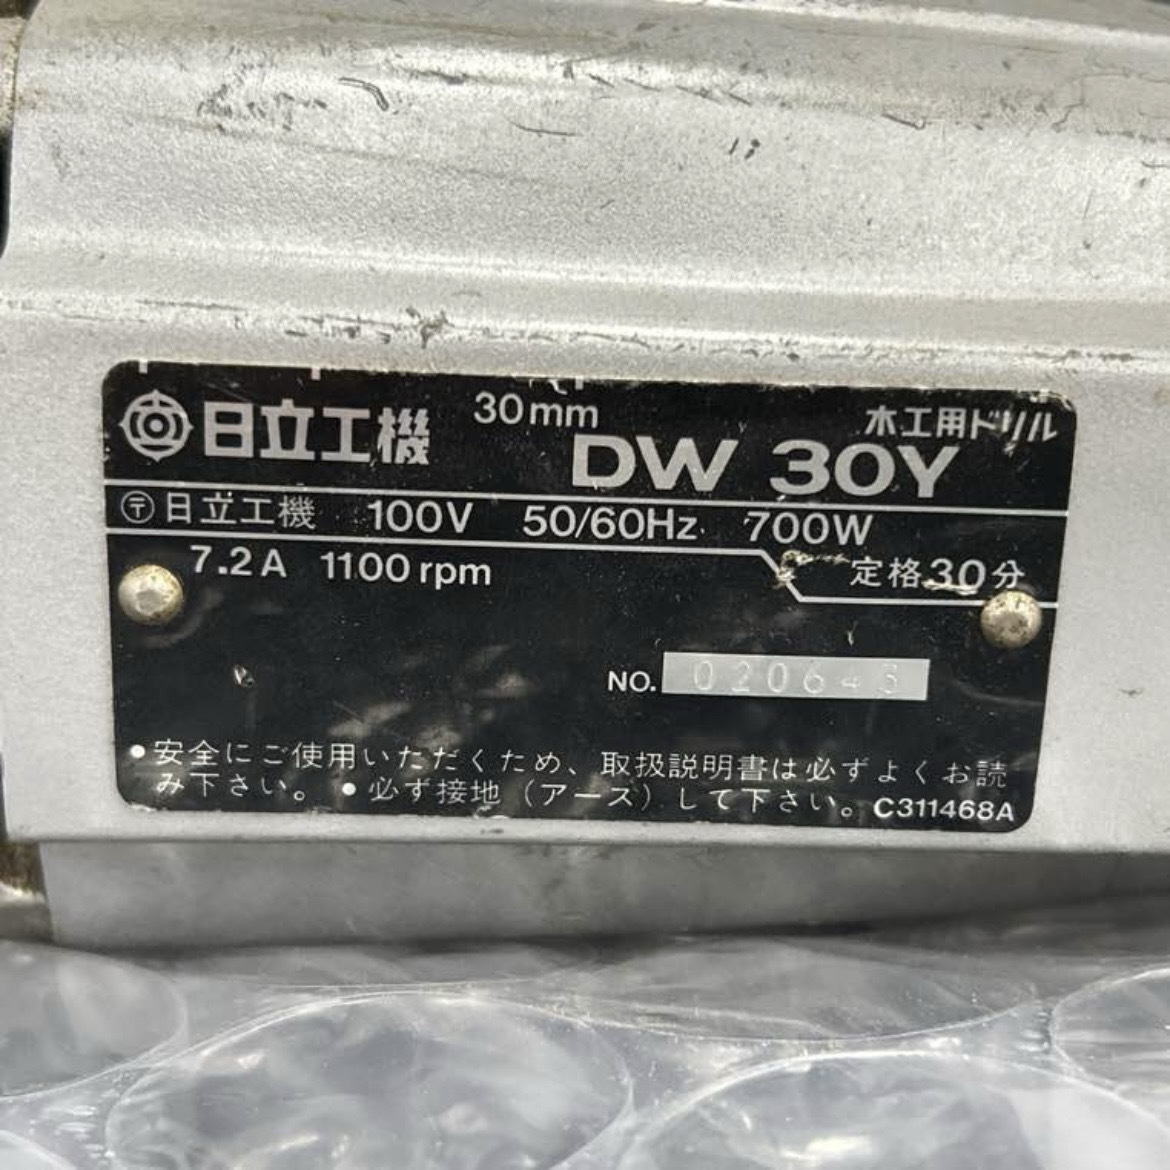 日立工機 30mm 木工用ドリル
DW 30Y
〒 日立工機 100V 50/60Hz 700W
7.2A 1100rpm 定格30分
NO. 020643
•安全にご使用いただくため、取扱説明書は必ずよくお読
み下さい。 •必ず接地(アース)して下さい。 C311468A